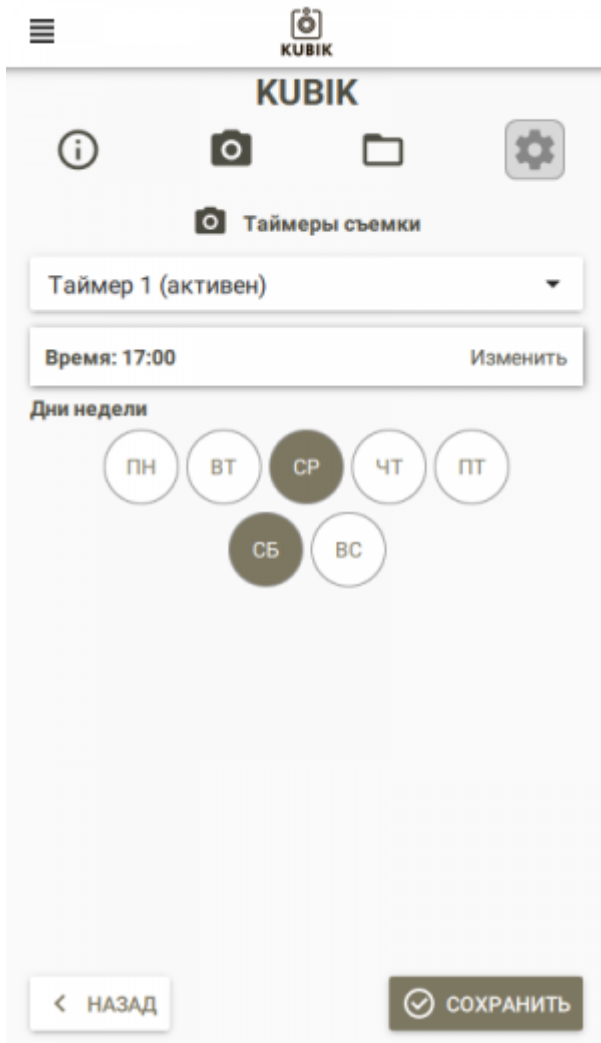 KUBIK
KUBIK
Таймеры съемки
Таймер 1 (активен)
Время: 17:00 Изменить
Дни недели
ПН ВТ СР ЧТ ПТ
СБ ВС
НАЗАД СОХРАНИТЬ